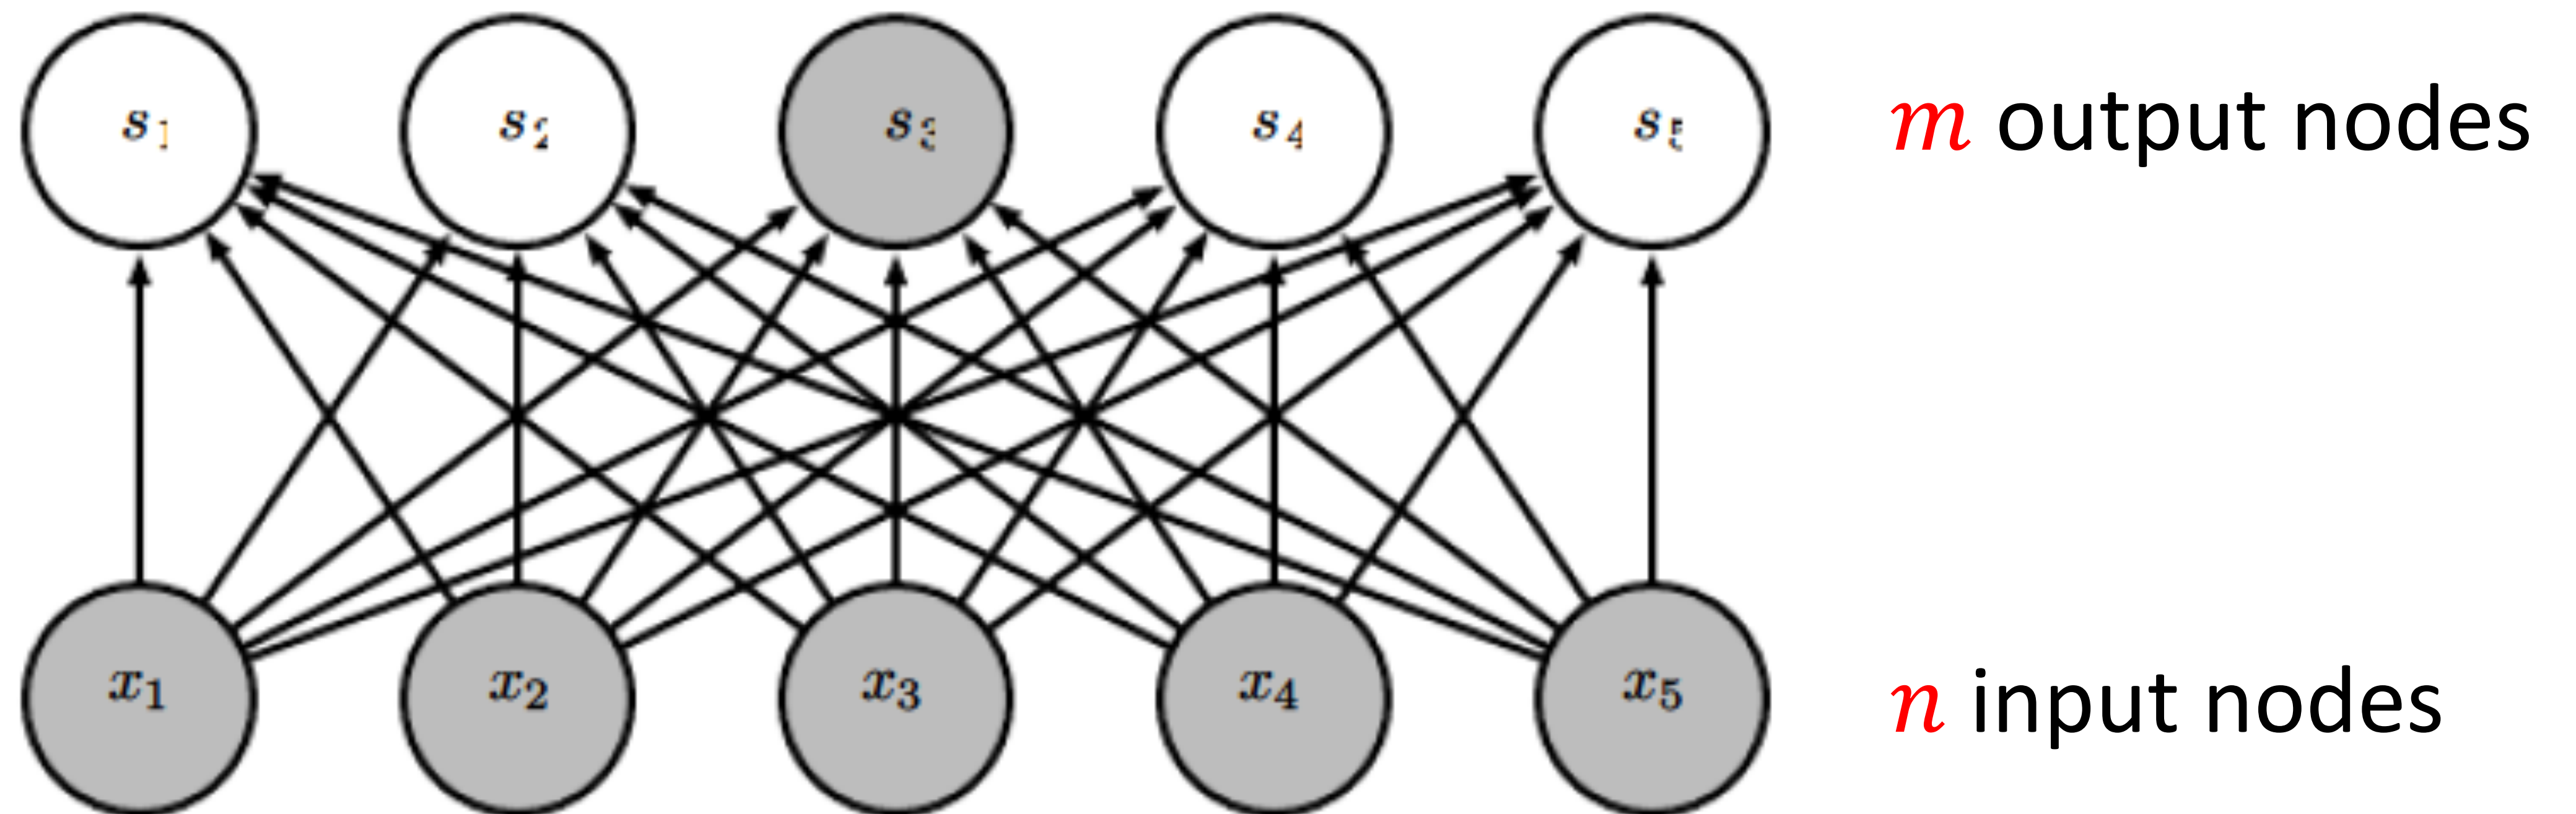 s1 s2 s3 s4 s5 m output nodes
x1 x2 x3 x4 x5 n input nodes